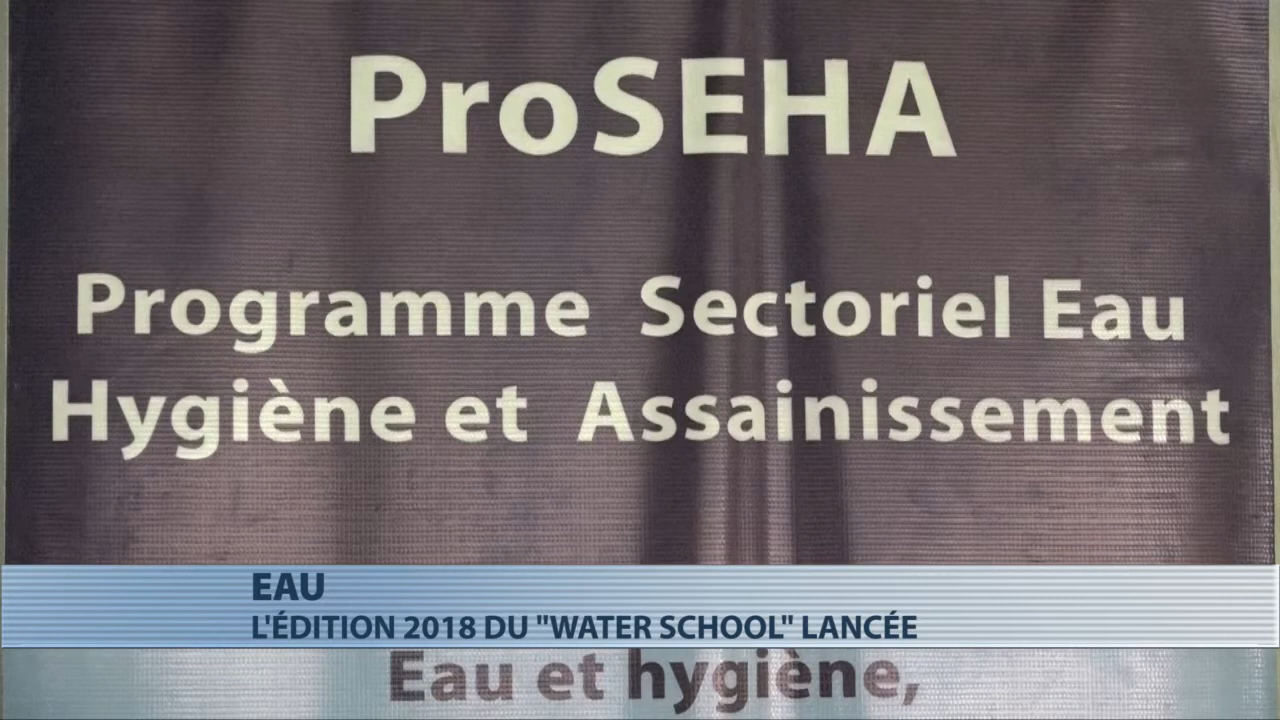 ProSEHA
Programme Sectoriel Eau
Hygiène et Assainissement
EAU
L'ÉDITION 2018 DU "WATER SCHOOL" LANCÉE
Eau et hygiène,